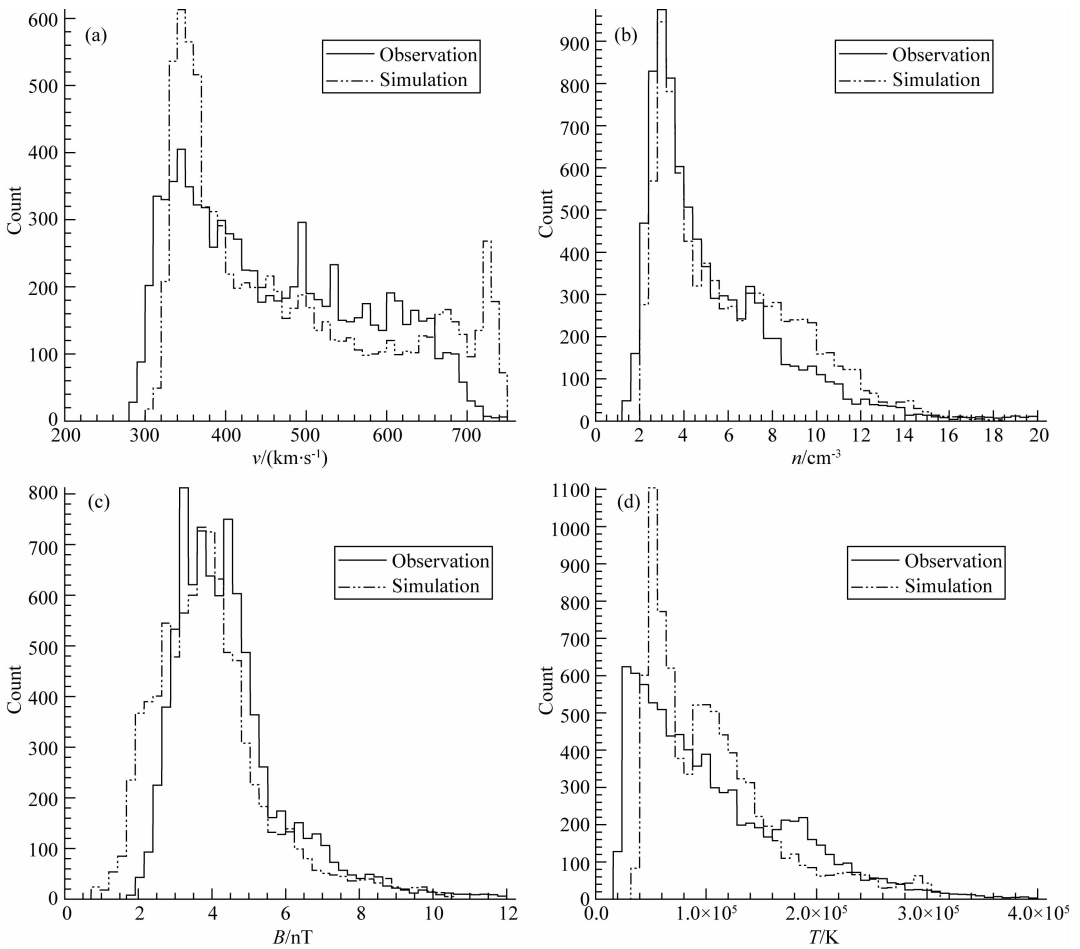 (a)
Observation
Simulation
600
500
400
300
200
100
0
Count
200 300 400 500 600 700
v/(km·s⁻¹)
(b)
Observation
Simulation
900
800
700
600
500
400
300
200
100
0
Count
0 2 4 6 8 10 12 14 16 18 20
n/cm⁻³
(c)
Observation
Simulation
800
700
600
500
400
300
200
100
0
Count
0 2 4 6 8 10 12
B/nT
(d)
Observation
Simulation
1100
1000
900
800
700
600
500
400
300
200
100
0
Count
0.0 1.0×10⁵ 2.0×10⁵ 3.0×10⁵ 4.0×10⁵
T/K